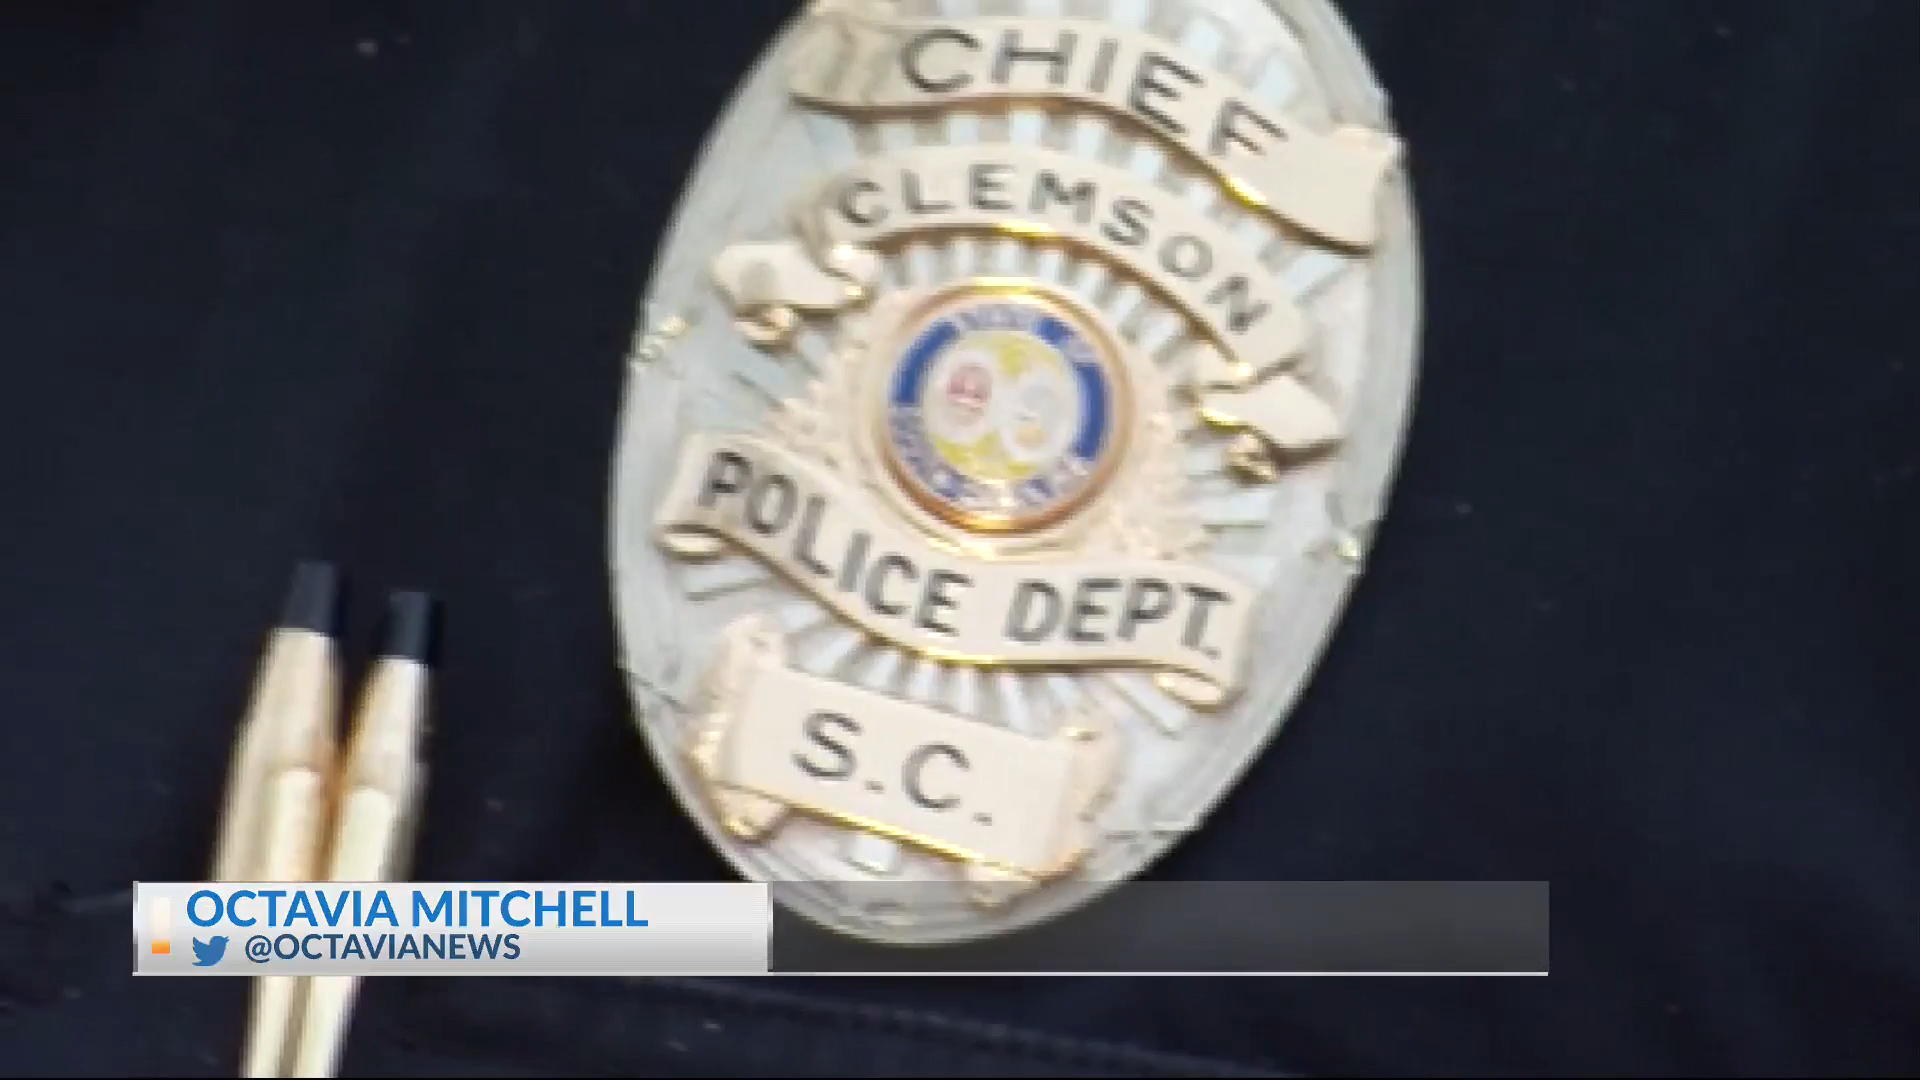 CHIEF
CLEMSON
POLICE DEPT.
S.C.
OCTAVIA MITCHELL
@OCTAVIANEWS